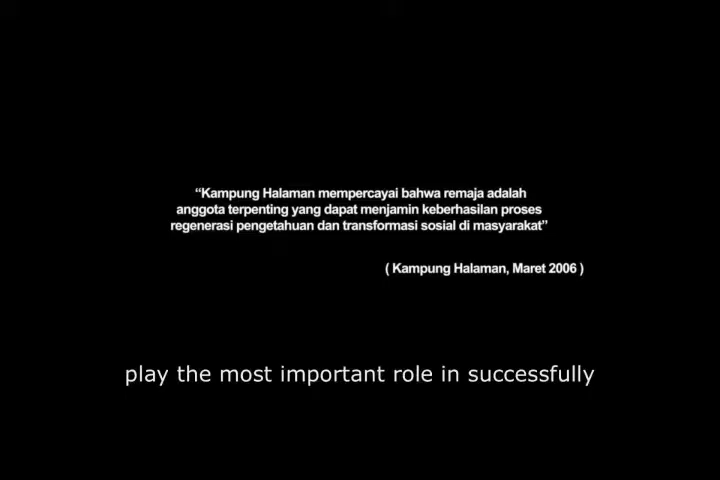 “Kampung Halaman mempercayai bahwa remaja adalah
anggota terpenting yang dapat menjamin keberhasilan proses
regenerasi pengetahuan dan transformasi sosial di masyarakat”
( Kampung Halaman, Maret 2006 )
play the most important role in successfully